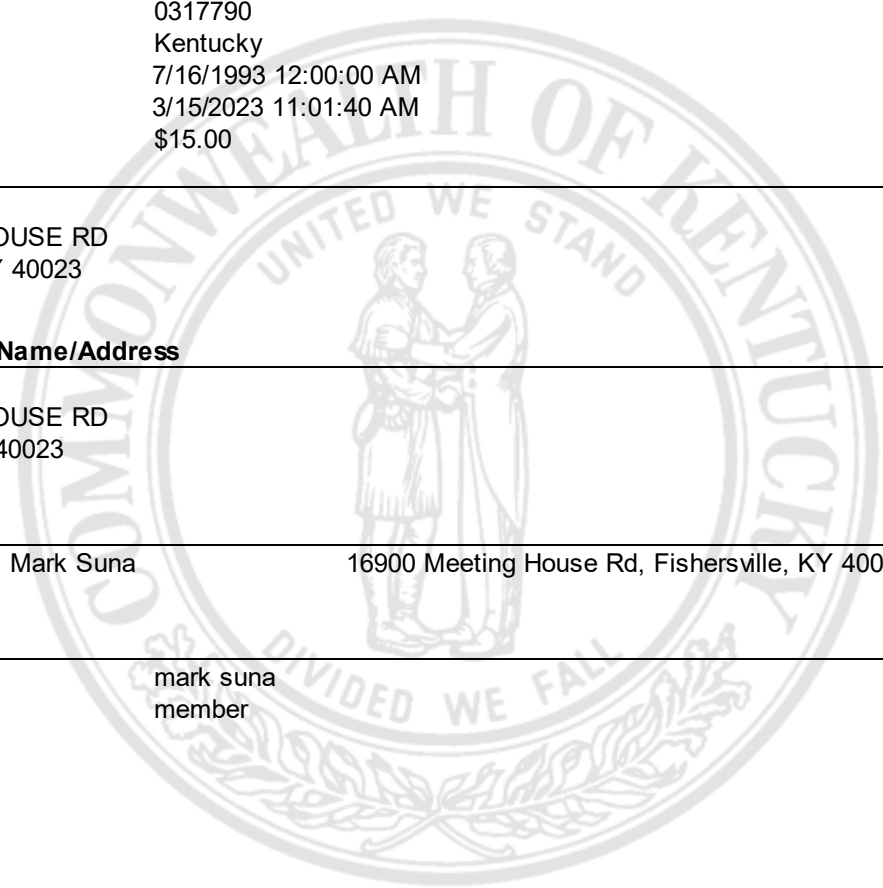 0317790
Kentucky
7/16/1993 12:00:00 AM
3/15/2023 11:01:40 AM
$15.00
COMMONWEALTH OF KENTUCKY
UNITED WE STAND
OUSE RD
Y 40023
Name/Address
OUSE RD
40023
Mark Suna 16900 Meeting House Rd, Fishersville, KY 400
DIVIDED WE FALL
mark suna
member